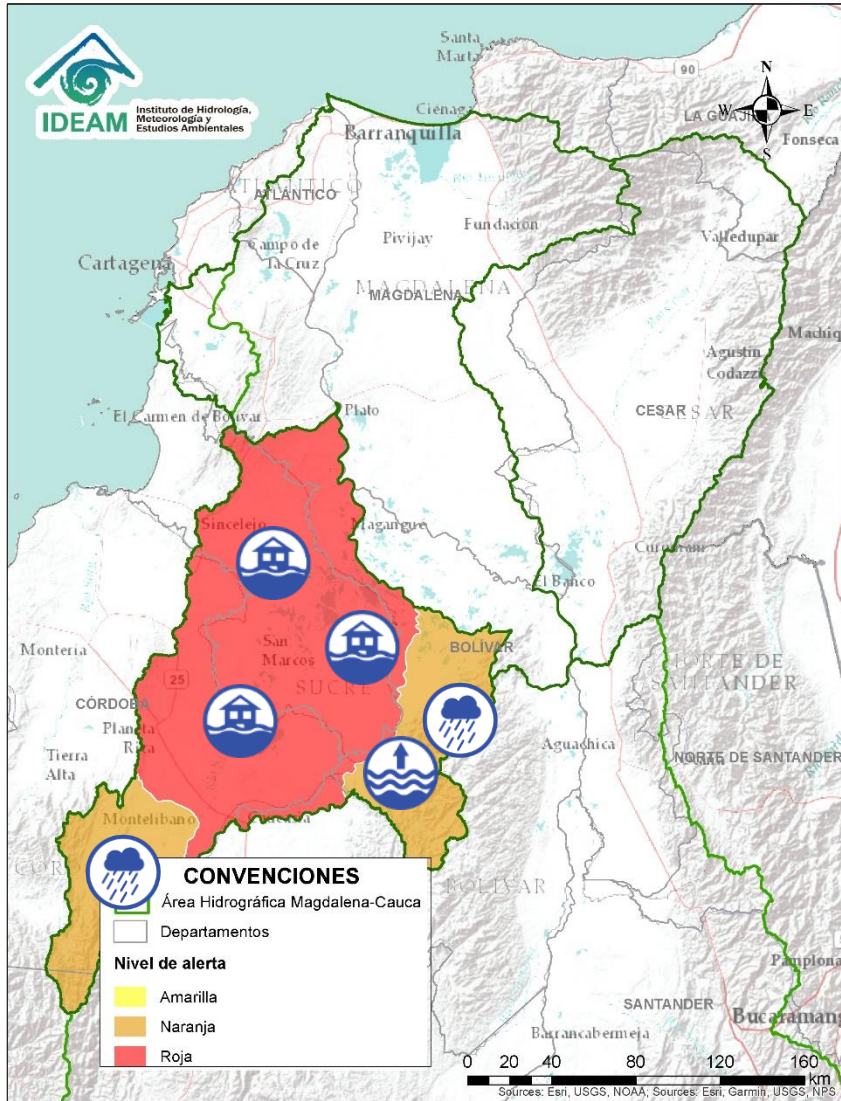 Santa
Marta
90
N
W
E
S
IDEAM
Instituto de Hidrología,
Meteorología y
Estudios Ambientales
Ciénaga
Barranquilla
Fonseca
ATLÁNTICO
Fundación
Pivijay
Valledupar
Campo de
la Cruz
Cartagena
MAGDALENA
MAGDALENA
Agustín
Codazzi
CESAR
CESAR
El Carmen de Bolívar
Plato
Sincelejo
Magangue
El Banco
Montería
San
Marcos
BOLÍVAR
25
SUCRE
NORTE DE
SANTANDER
CÓRDOBA
Planeta
Rica
Aguachica
NORTE DE SANTANDER
Tierra
Alta
Montelibano
BOLÍVAR
CONVENCIONES
Área Hidrográfica Magdalena-Cauca
Departamentos
Nivel de alerta
Amarilla
Naranja
Roja
Pamplona
SANTANDER
Barrancabermeja
0 20 40 80 120 160
km
Sources: Esri, USGS, NOAA; Sources: Esri, Garmin, USGS, NPS